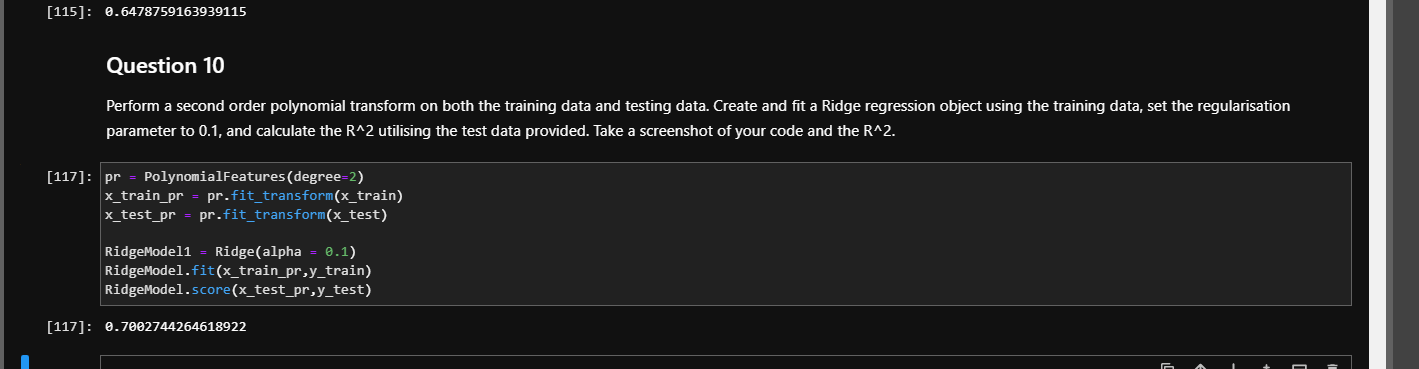 [115]: 0.6478759163939115
Question 10
Perform a second order polynomial transform on both the training data and testing data. Create and fit a Ridge regression object using the training data, set the regularisation
parameter to 0.1, and calculate the R^2 utilising the test data provided. Take a screenshot of your code and the R^2.
[117]: pr = PolynomialFeatures(degree=2)
x_train_pr = pr.fit_transform(x_train)
x_test_pr = pr.fit_transform(x_test)
RidgeModel1 = Ridge(alpha = 0.1)
RidgeModel.fit(x_train_pr,y_train)
RidgeModel.score(x_test_pr,y_test)
[117]: 0.7002744264618922